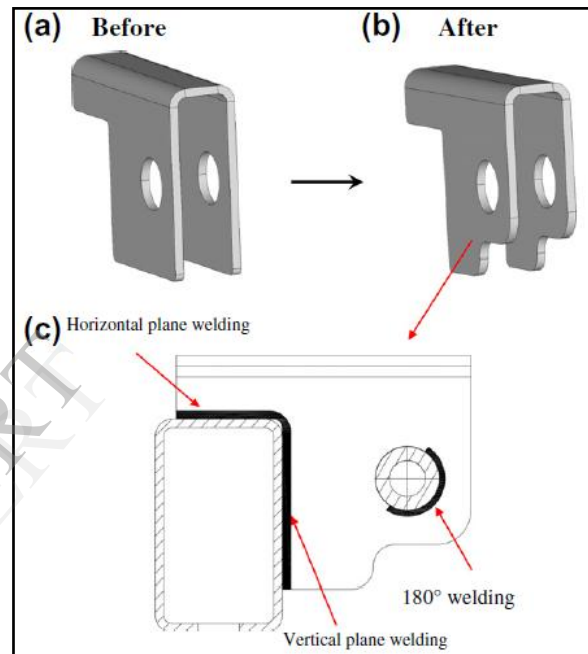 (a) Before
(b) After
(c) Horizontal plane welding
180° welding
Vertical plane welding